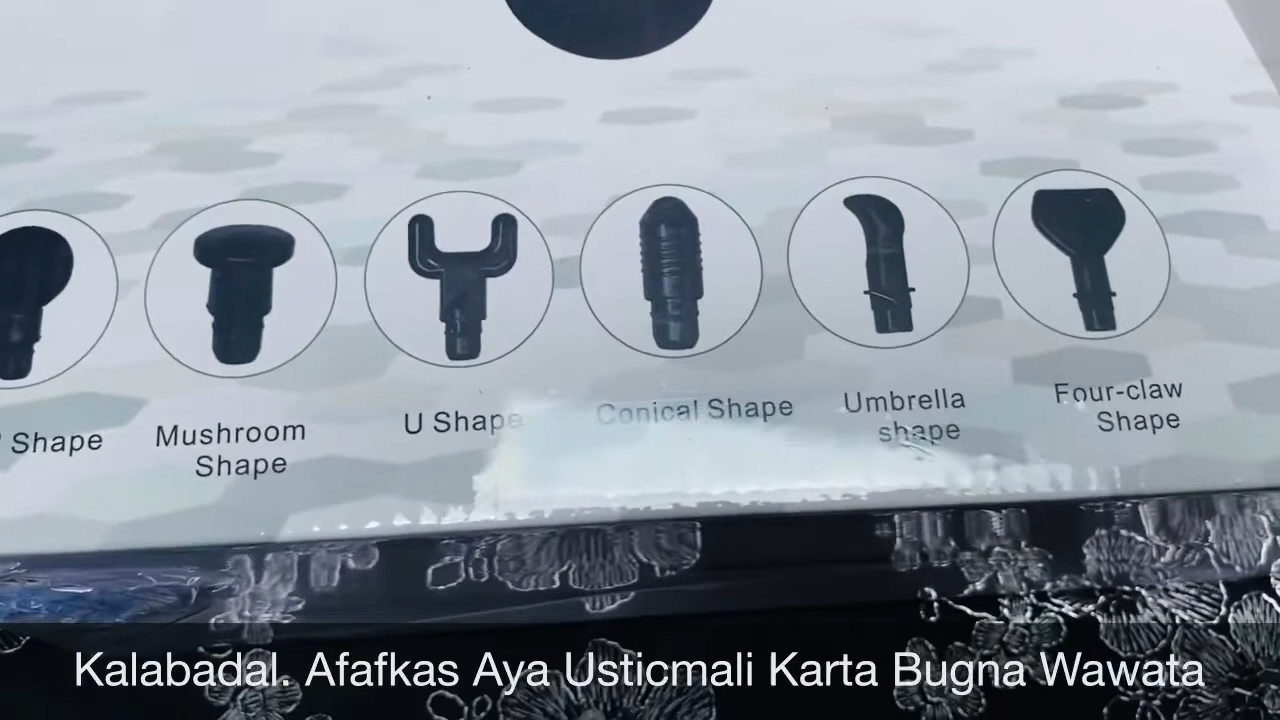 Shape
Mushroom
Shape
U Shape
Conical Shape
Umbrella
shape
Four-claw
Shape
Kalabadal. Afafkas Aya Usticmali Karta Bugna Wawata